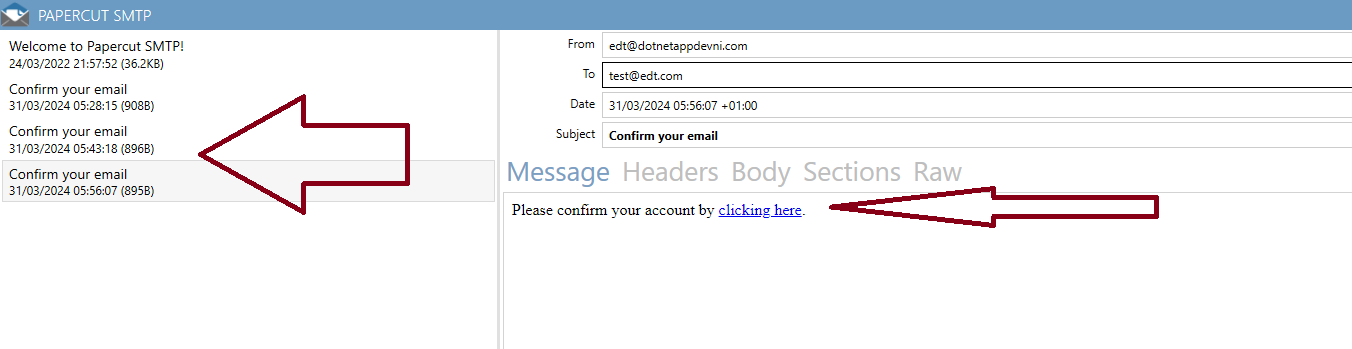 PAPERCUT SMTP
Welcome to Papercut SMTP!
24/03/2022 21:57:52 (36.2KB)
Confirm your email
31/03/2024 05:28:15 (908B)
Confirm your email
31/03/2024 05:43:18 (896B)
Confirm your email
31/03/2024 05:56:07 (895B)
From edt@dotnetappdevni.com
To test@edt.com
Date 31/03/2024 05:56:07 +01:00
Subject Confirm your email
Message Headers Body Sections Raw
Please confirm your account by clicking here.